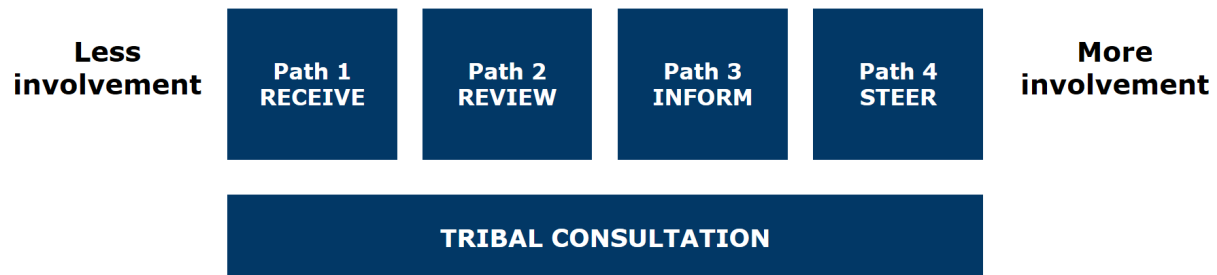 Less
involvement
Path 1
RECEIVE
Path 2
REVIEW
Path 3
INFORM
Path 4
STEER
More
involvement
TRIBAL CONSULTATION